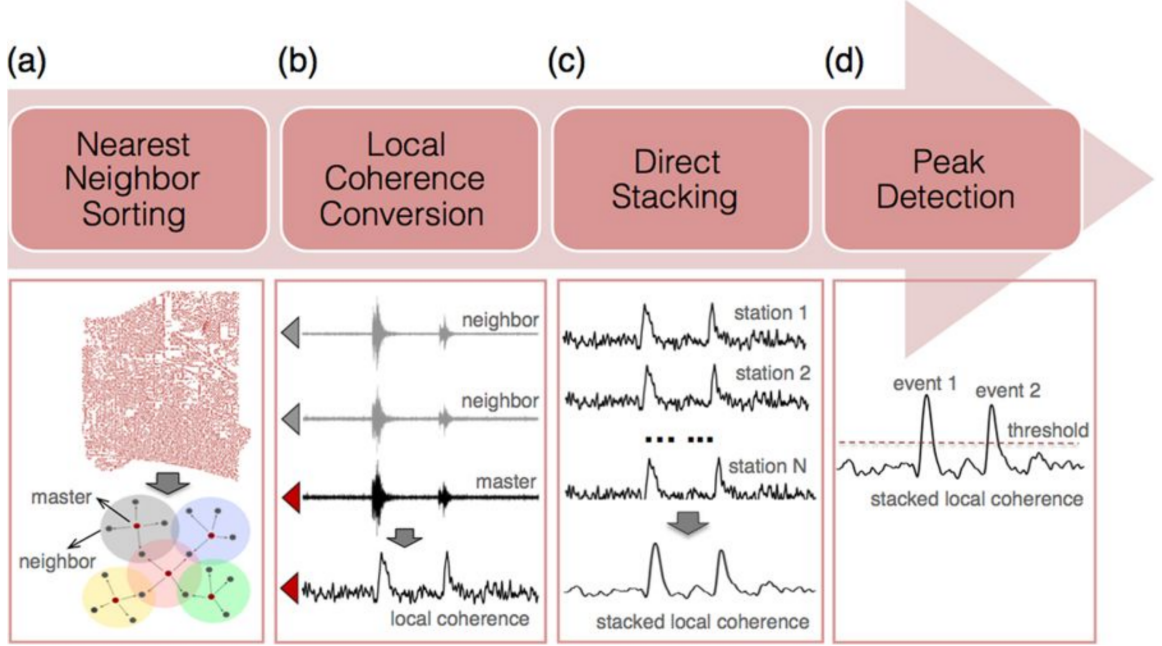 (a)
(b)
(c)
(d)
Nearest
Neighbor
Sorting
Local
Coherence
Conversion
Direct
Stacking
Peak
Detection
master
neighbor
neighbor
neighbor
master
local coherence
station 1
station 2
... ...
station N
stacked local coherence
event 1
event 2
threshold
stacked local coherence